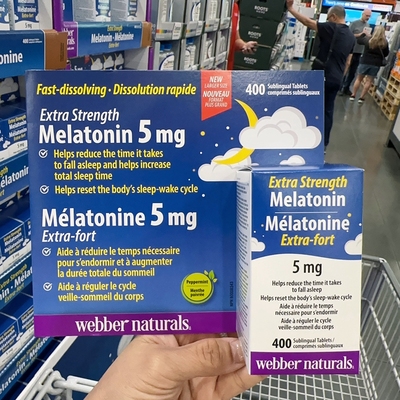 Fast-dissolving · Dissolution rapide
NEW
LARGER SIZE
NOUVEAU
FORMAT
PLUS GRAND
400 Sublingual Tablets
comprimés sublinguaux
Extra Strength
Melatonin 5 mg
Helps reduce the time it takes
to fall asleep and helps increase
total sleep time
Helps reset the body's sleep-wake cycle
Mélatonine 5 mg
Extra-fort
Aide à réduire le temps nécessaire
pour s'endormir et à augmenter
la durée totale du sommeil
Aide à réguler le cycle
veille-sommeil du corps
Peppermint
Menthe
poivrée
webber naturals®
Extra Strength
Melatonin
Mélatonine
Extra-fort
5 mg
Helps reduce the time it takes
to fall asleep
Helps reset the body's sleep-wake cycle
Aide à réduire le temps nécessaire
pour s'endormir
Aide à réguler le cycle
veille-sommeil du corps
400 Sublingual Tablets/
comprimés sublinguaux
webber naturals®
ROOTS
Melatonin